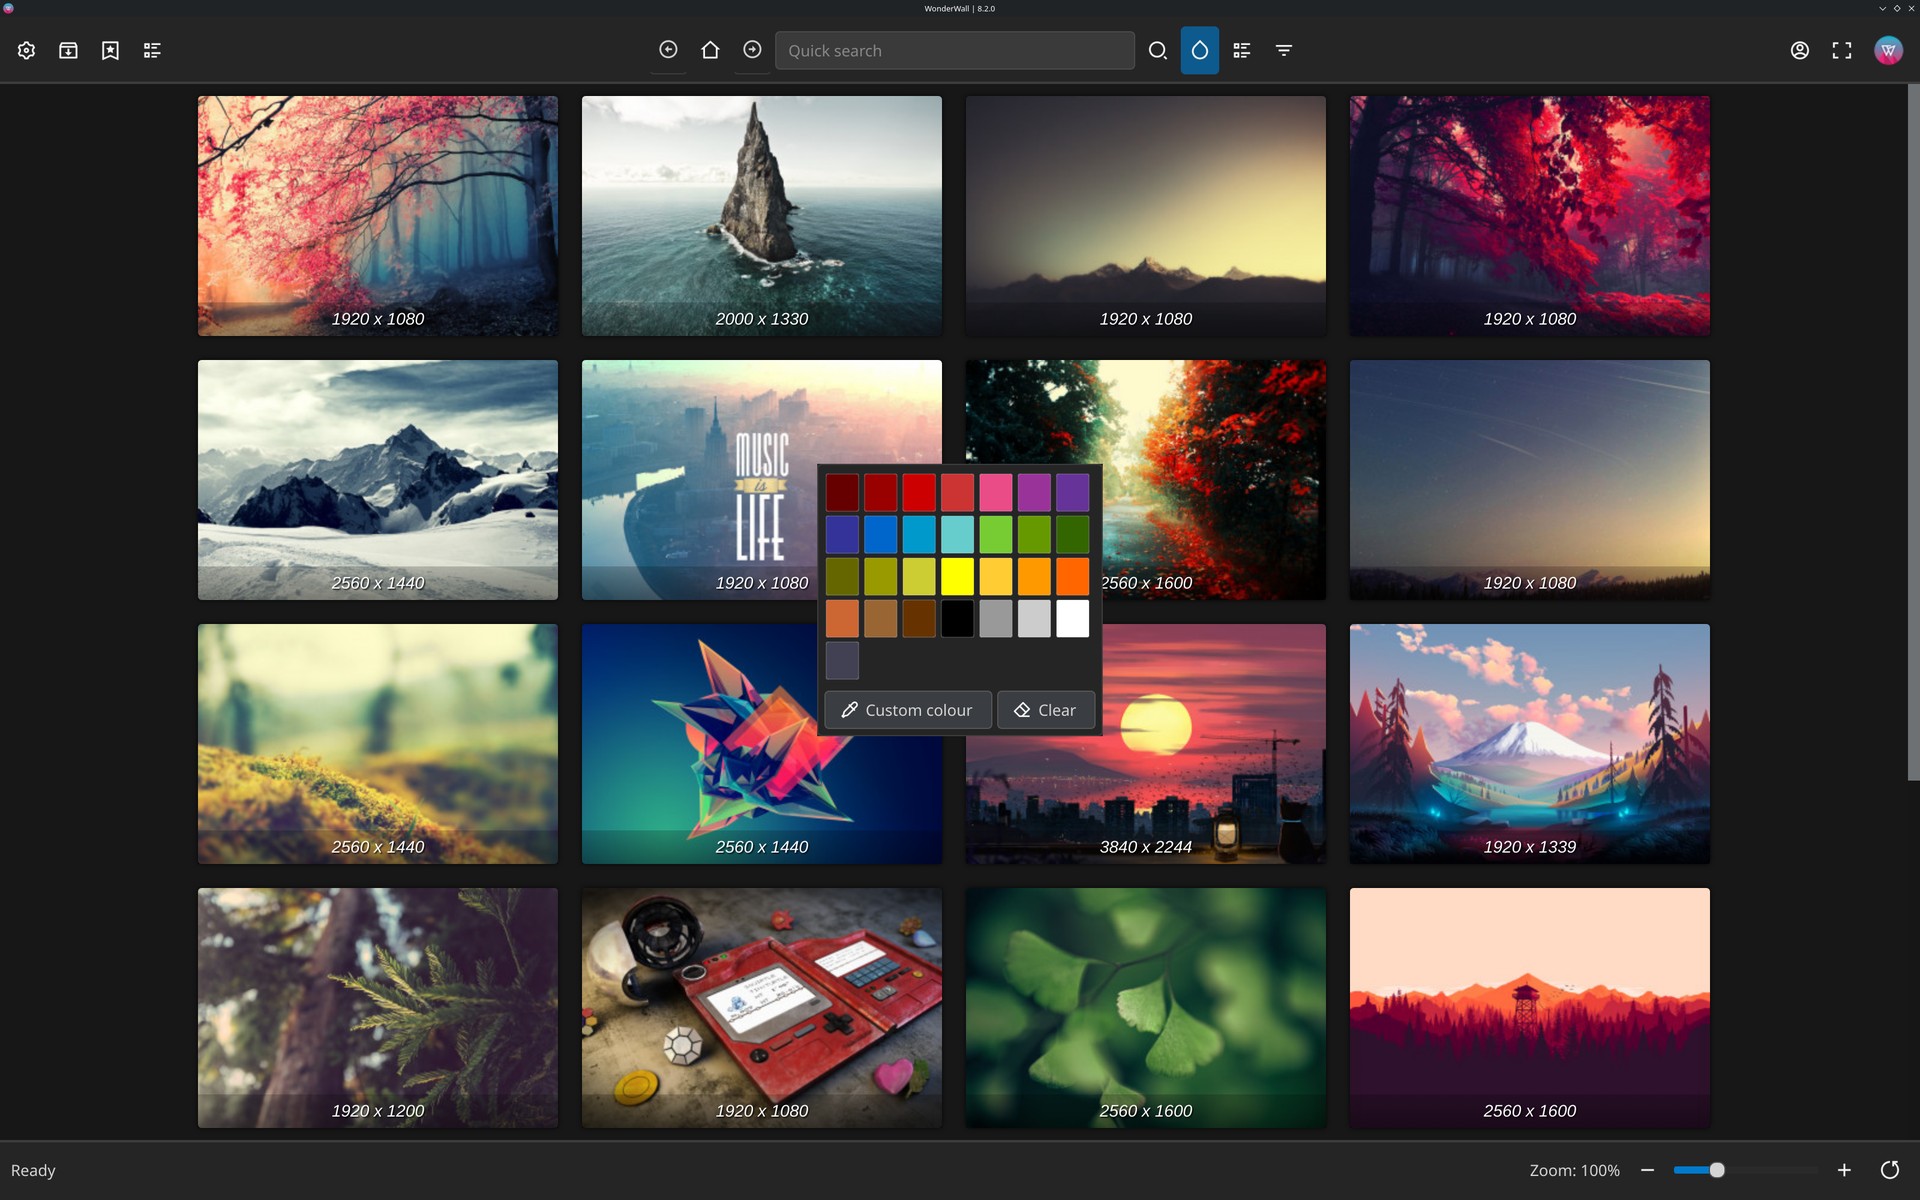 WonderWall | 8.2.0
Quick search
1920 x 1080
2000 x 1330
1920 x 1080
1920 x 1080
2560 x 1440
MUSIC
is
LIFE
1920 x 1080
2560 x 1600
1920 x 1080
Custom colour
Clear
2560 x 1440
2560 x 1440
3840 x 2244
1920 x 1339
1920 x 1200
1920 x 1080
2560 x 1600
2560 x 1600
Ready
Zoom: 100%